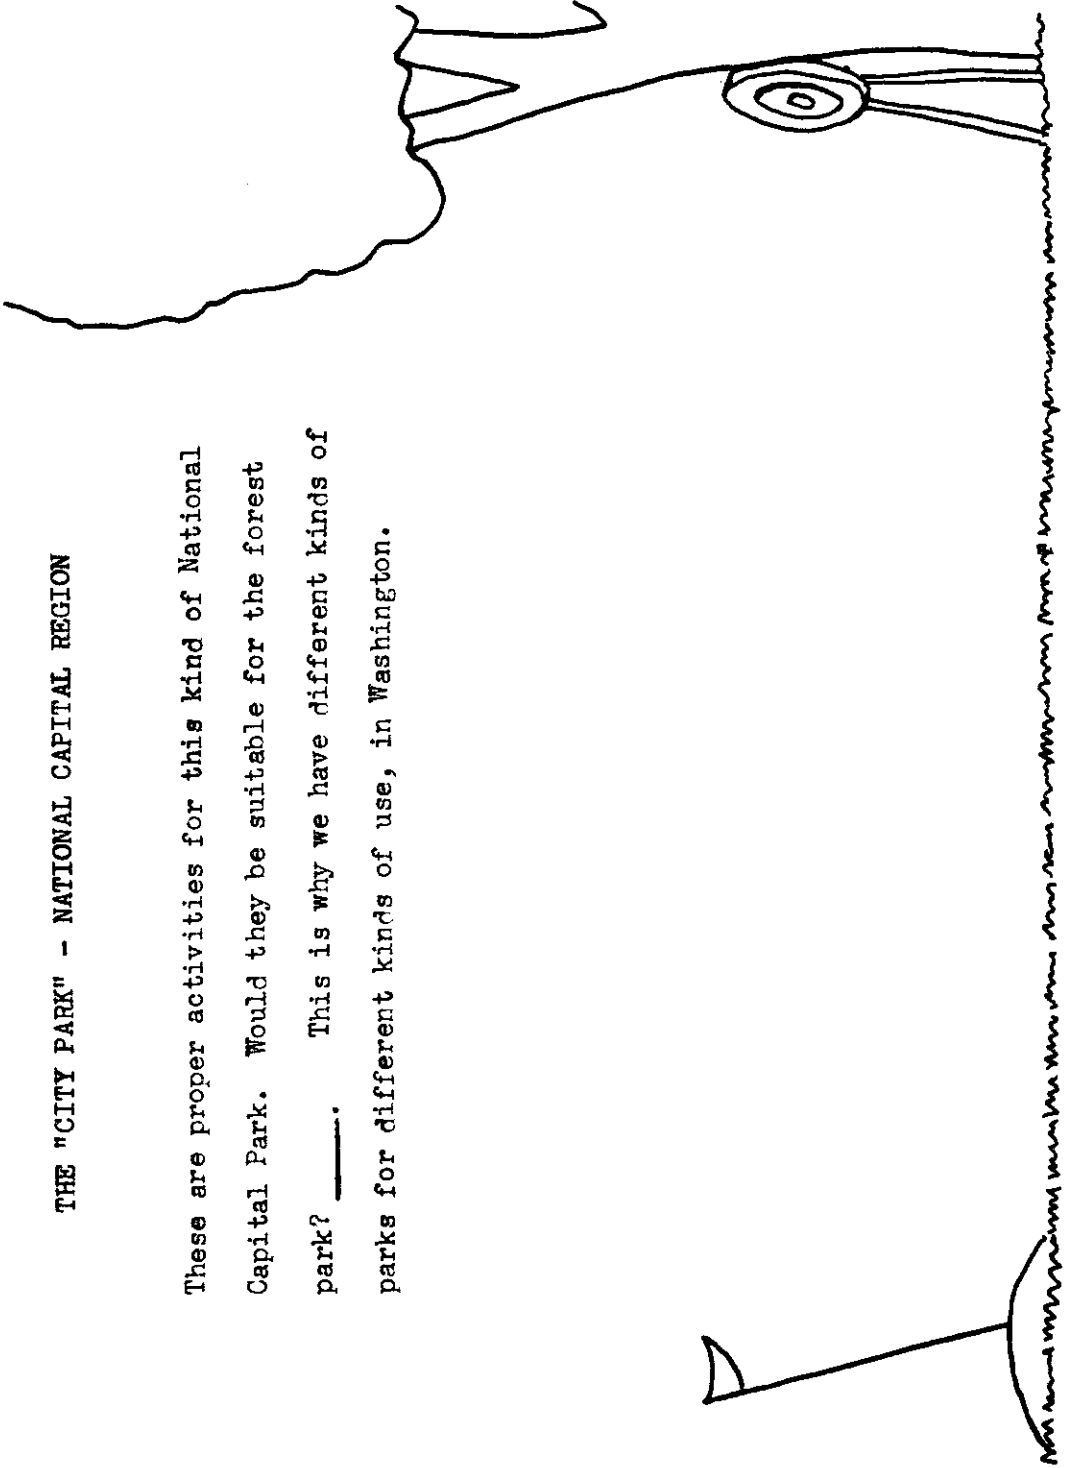 THE "CITY PARK" - NATIONAL CAPITAL REGION
These are proper activities for this kind of National
Capital Park. Would they be suitable for the forest
park? ____. This is why we have different kinds of
parks for different kinds of use, in Washington.